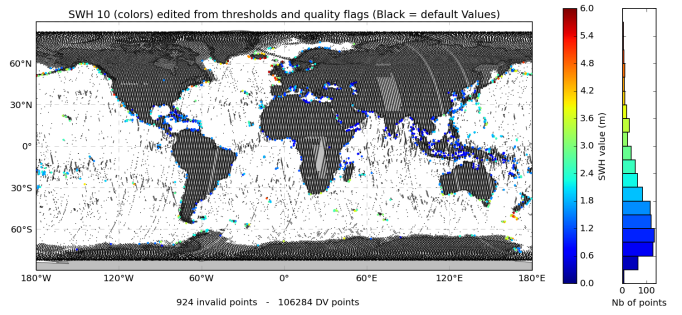 SWH 10 (colors) edited from thresholds and quality flags (Black = default Values)
60°N
30°N
0°
30°S
60°S
180°W 120°W 60°W 0° 60°E 120°E 180°E
924 invalid points - 106284 DV points
6.0
5.4
4.8
4.2
3.6
3.0
2.4
1.8
1.2
0.6
0.0
SWH value (m)
0 100
Nb of points